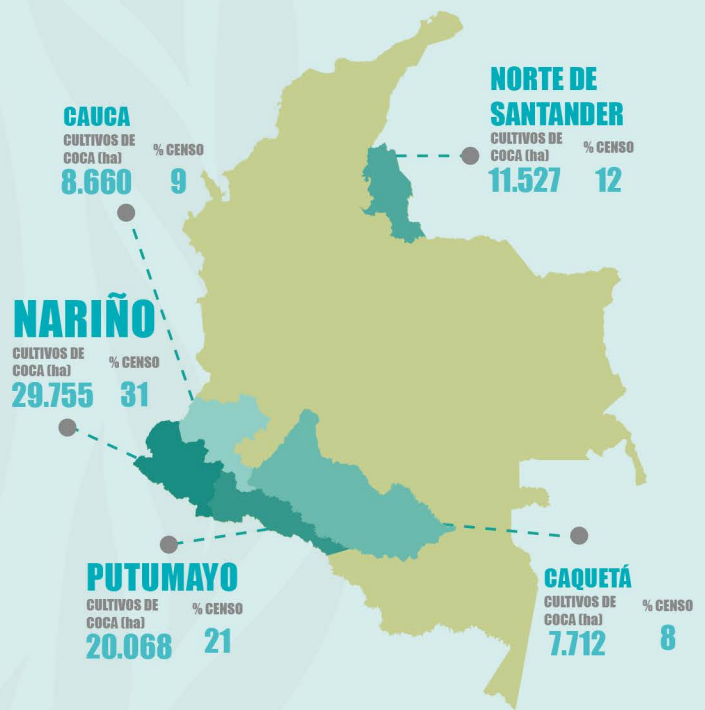 CAUCA
CULTIVOS DE
COCA (ha)
% CENSO
8.660
9
NORTE DE
SANTANDER
CULTIVOS DE
COCA (ha)
% CENSO
11.527
12
NARIÑO
CULTIVOS DE
COCA (ha)
% CENSO
29.755
31
PUTUMAYO
CULTIVOS DE
COCA (ha)
% CENSO
20.068
21
CAQUETÁ
CULTIVOS DE
COCA (ha)
% CENSO
7.712
8